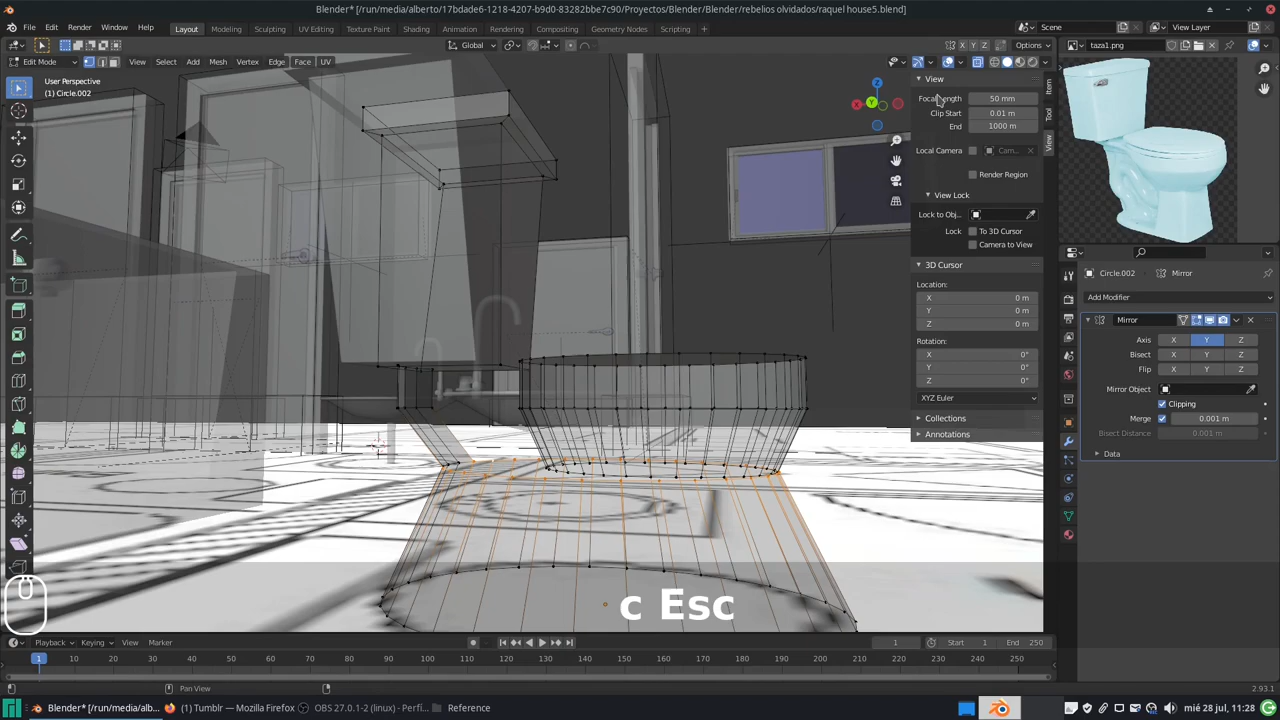 Blender* [/run/media/alberto/17bdade6-1218-4207-b9d0-83282bbe7c90/Proyectos/Blender/Blender/rebelios olvidados/raquel house5.blend]
File Edit Render Window Help Layout Modeling Sculpting UV Editing Texture Paint Shading Animation Rendering Compositing Geometry Nodes Scripting + Scene View Layer
Global X Y Z Options taza1.png
Edit Mode View Select Add Mesh Vertex Edge Face UV
User Perspective
(1) Circle.002
View
Focal Length 50 mm
Clip Start 0.01 m
End 1000 m
Local Camera Cam...
Render Region
View Lock
Lock to Obj...
Lock To 3D Cursor
Camera to View
3D Cursor
Location:
X 0 m
Y 0 m
Z 0 m
Rotation:
X 0°
Y 0°
Z 0°
XYZ Euler
Collections
Annotations
Item
Tool
View
X
Y
Circle.002 Mirror
Add Modifier
Mirror
Axis X Y Z
Bisect X Y Z
Flip X Y Z
Mirror Object
Clipping
Merge 0.001 m
Bisect Distance 0.001 m
Data
c Esc
Playback Keying View Marker 1 Start 1 End 250
1 10 20 30 40 50 60 70 80 90 100 110 120 130 140 150 160 170 180 190 200 210 220 230 240 250
Pan View 2.93.1
Blender* [/run/media/alb... (1) Tumblr — Mozilla Firefox OBS 27.0.1-2 (linux) - Perfi... Reference mié 28 jul, 11:28